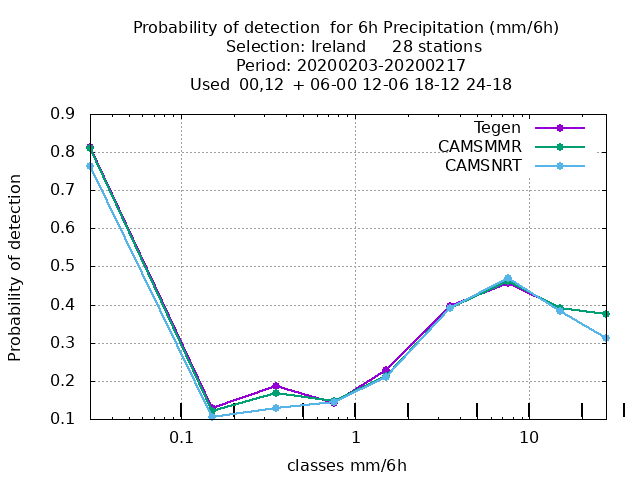 Probability of detection  for 6h Precipitation (mm/6h)
Selection: Ireland     28 stations
Period: 20200203-20200217
Used  00,12  + 06-00 12-06 18-12 24-18
Tegen
CAMSMMR
CAMSNRT
0.9
0.8
0.7
0.6
0.5
0.4
0.3
0.2
0.1
Probability of detection
0.1 1 10
classes mm/6h